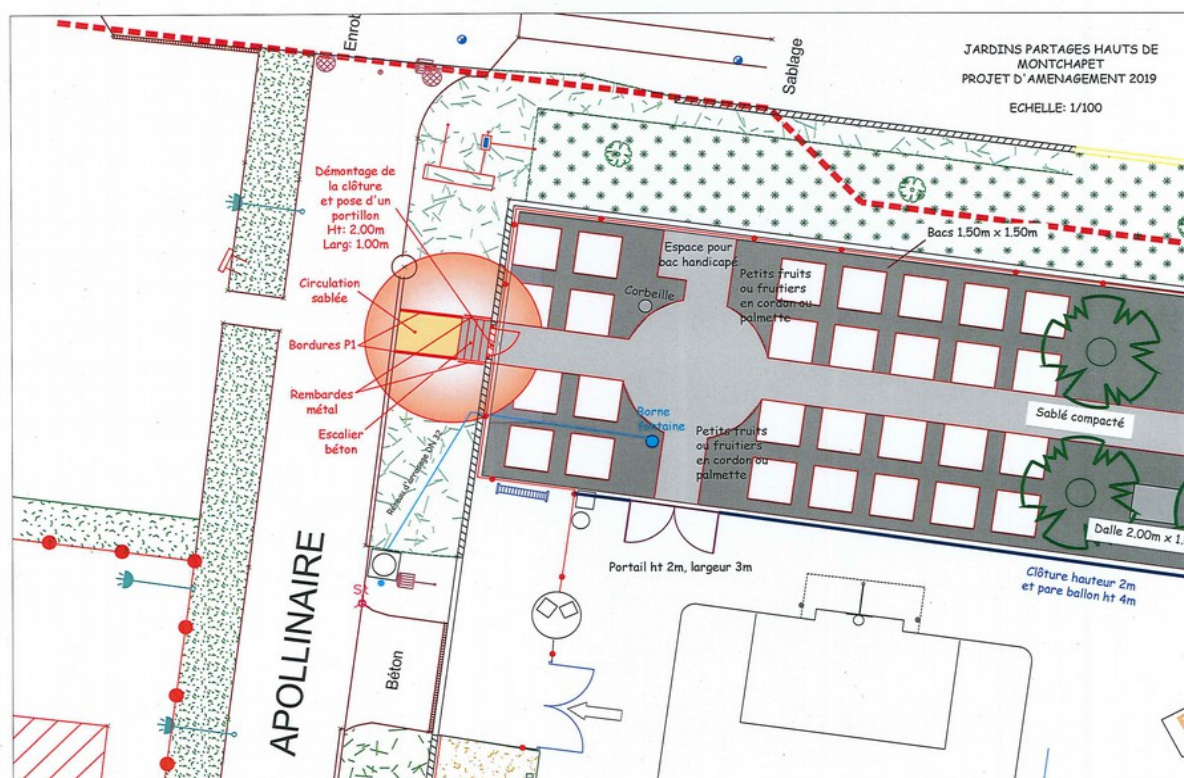 JARDINS PARTAGES HAUTS DE
MONTCHAPET
PROJET D'AMENAGEMENT 2019
ECHELLE: 1/100
Enrob
Sablage
Démontage de
la clôture
et pose d'un
portillon
Ht: 2.00m
Larg: 1.00m
Circulation
sablée
Bordures P1
Rembardes
métal
Escalier
béton
Espace pour
bac handicapé
Corbeille
Petits fruits
ou fruitiers
en cordon ou
palmette
Bacs 1.50m x 1.50m
Borne
fontaine
Petits fruits
ou fruitiers
en cordon ou
palmette
Sablé compacté
Dalle 2.00m x 1.
Portail ht 2m, largeur 3m
Clôture hauteur 2m
et pare ballon ht 4m
APOLLINAIRE
Béton